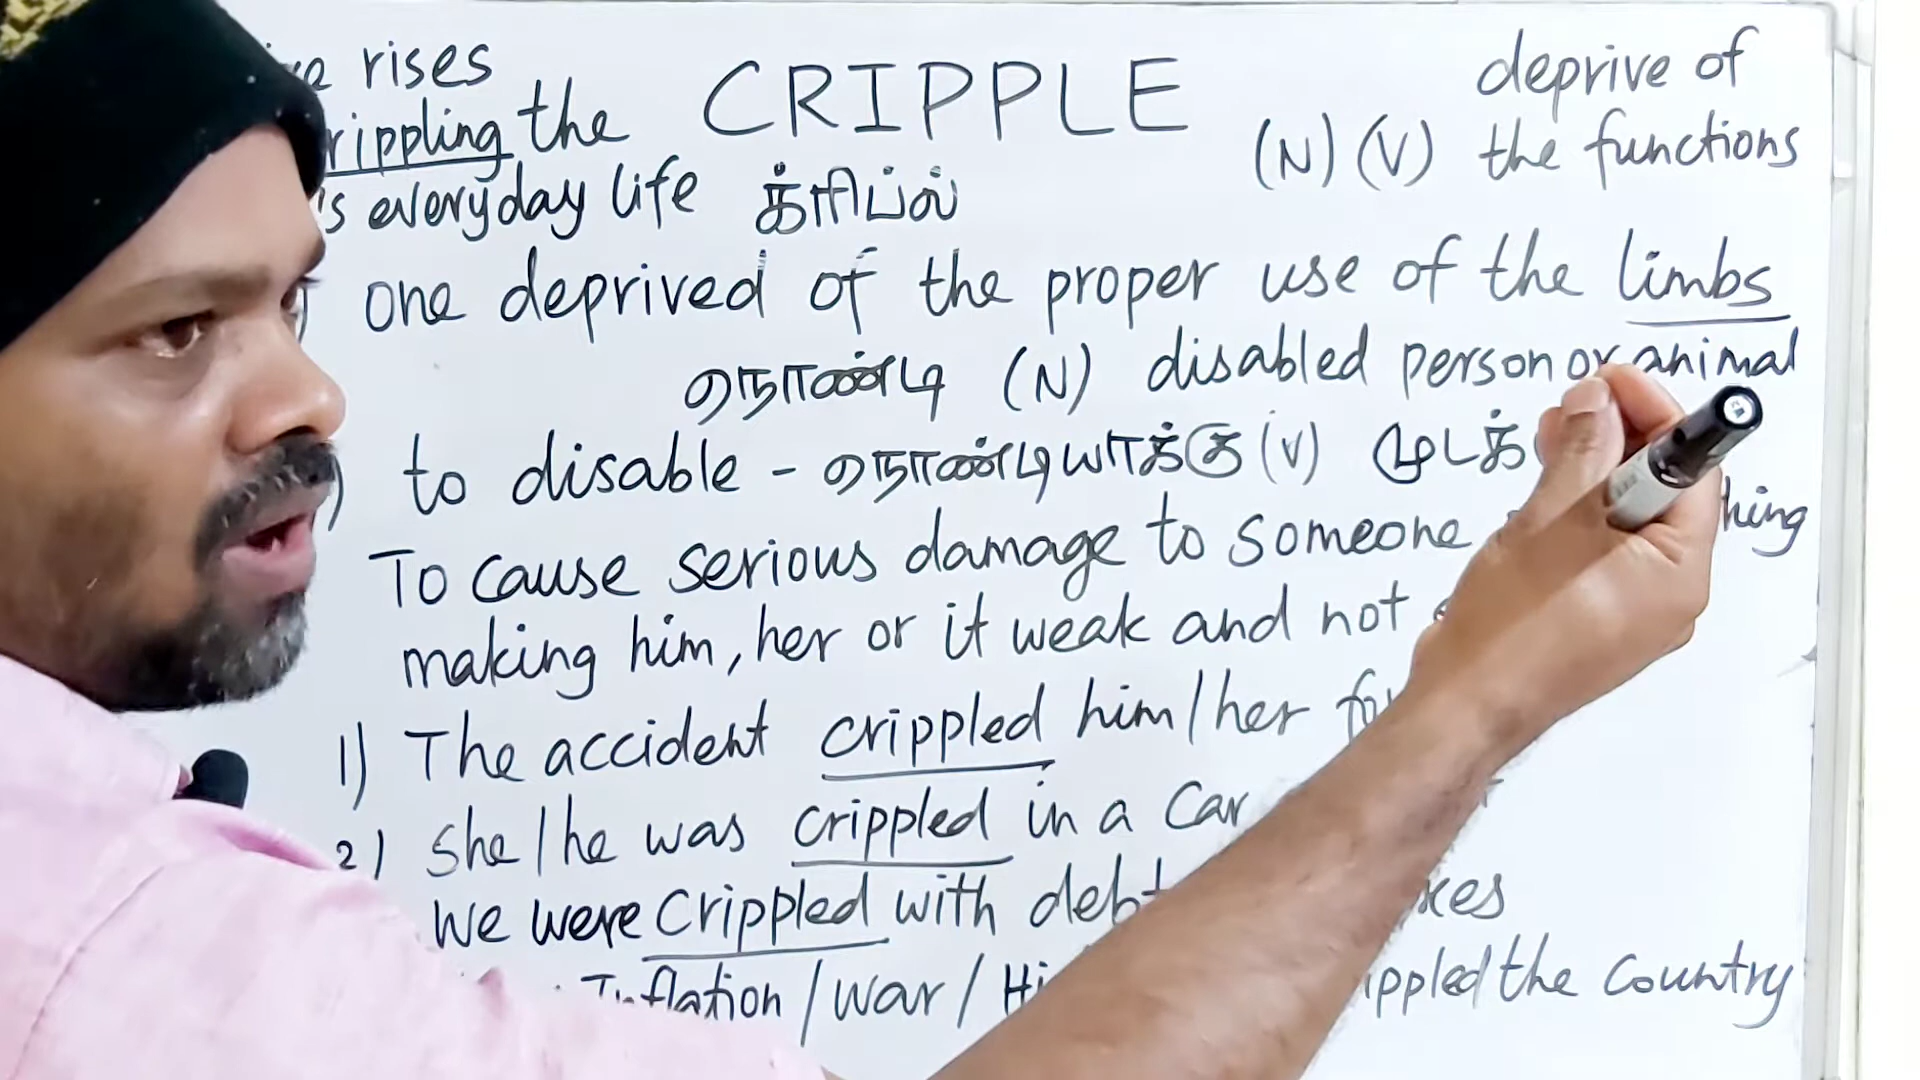 rises
CRIPPLE
deprive of
crippling the
(N) (V) the functions
's everyday life
க்ரிப்ல்
one deprived of the proper use of the limbs
நொண்டி (N) disabled person or animal
to disable - நொண்டியாக்கு (V)
To cause serious damage to someone
making him, her or it weak and not
1) The accident crippled him/her
2) She/he was crippled in a car
We were crippled with debt
Inflation / war / crippled the country